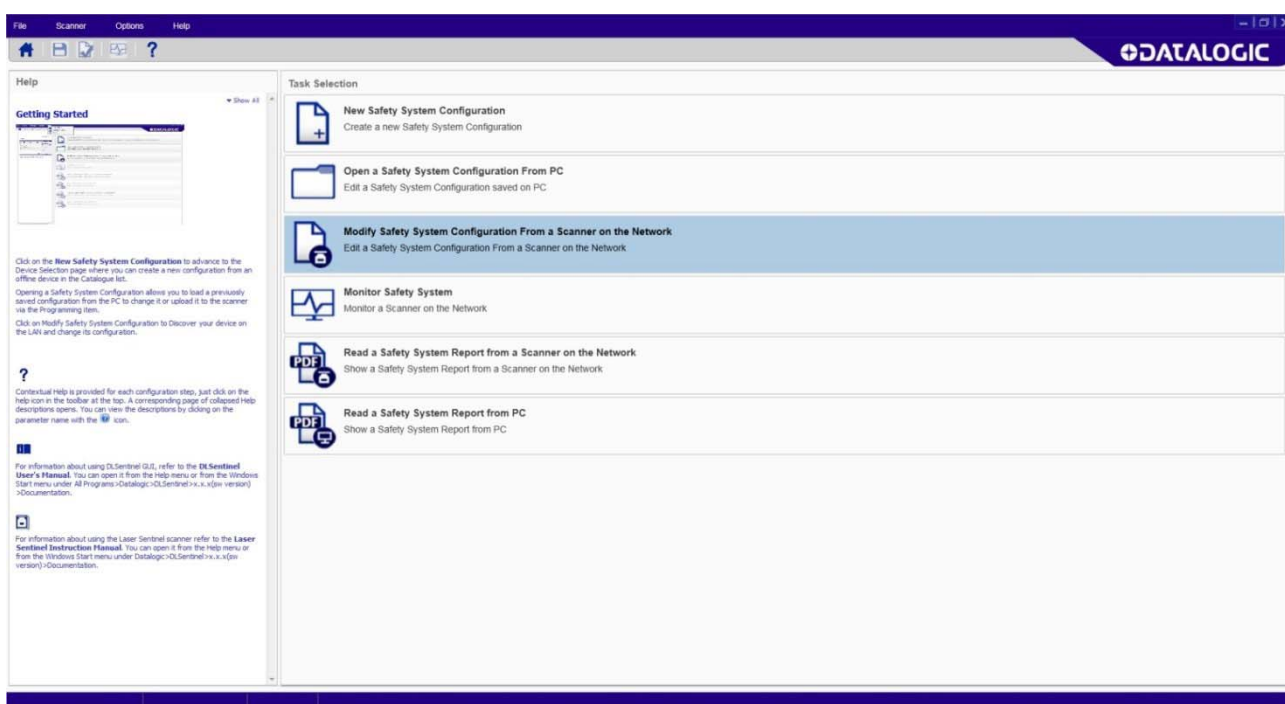 File Scanner Options Help
DATALOGIC
Help
Show All
Getting Started
Click on the New Safety System Configuration to advance to the
Device Selection page where you can create a new configuration from an
offline device in the Catalogue list.
Opening a Safety System Configuration allows you to load a previously
saved configuration from the PC to change it or upload it to the scanner
via the Programming item.
Click on Modify Safety System Configuration to Discover your device on
the LAN and change its configuration.
?
Contextual Help is provided for each configuration step, just click on the
help icon in the toolbar at the top. A corresponding page of collapsed Help
descriptions opens. You can view the descriptions by clicking on the
parameter name with the icon.
For information about using DLSentinel GUI, refer to the DLSentinel
User's Manual. You can open it from the Help menu or from the Windows
Start menu under All Programs>Datalogic>DLSentinel>x.x.x(sw version)
>Documentation.
For information about using the Laser Sentinel scanner refer to the Laser
Sentinel Instruction Manual. You can open it from the Help menu or
from the Windows Start menu under Datalogic>DLSentinel>x.x.x(sw
version)>Documentation.
Task Selection
New Safety System Configuration
Create a new Safety System Configuration
Open a Safety System Configuration From PC
Edit a Safety System Configuration saved on PC
Modify Safety System Configuration From a Scanner on the Network
Edit a Safety System Configuration From a Scanner on the Network
Monitor Safety System
Monitor a Scanner on the Network
PDF
Read a Safety System Report from a Scanner on the Network
Show a Safety System Report from a Scanner on the Network
PDF
Read a Safety System Report from PC
Show a Safety System Report from PC